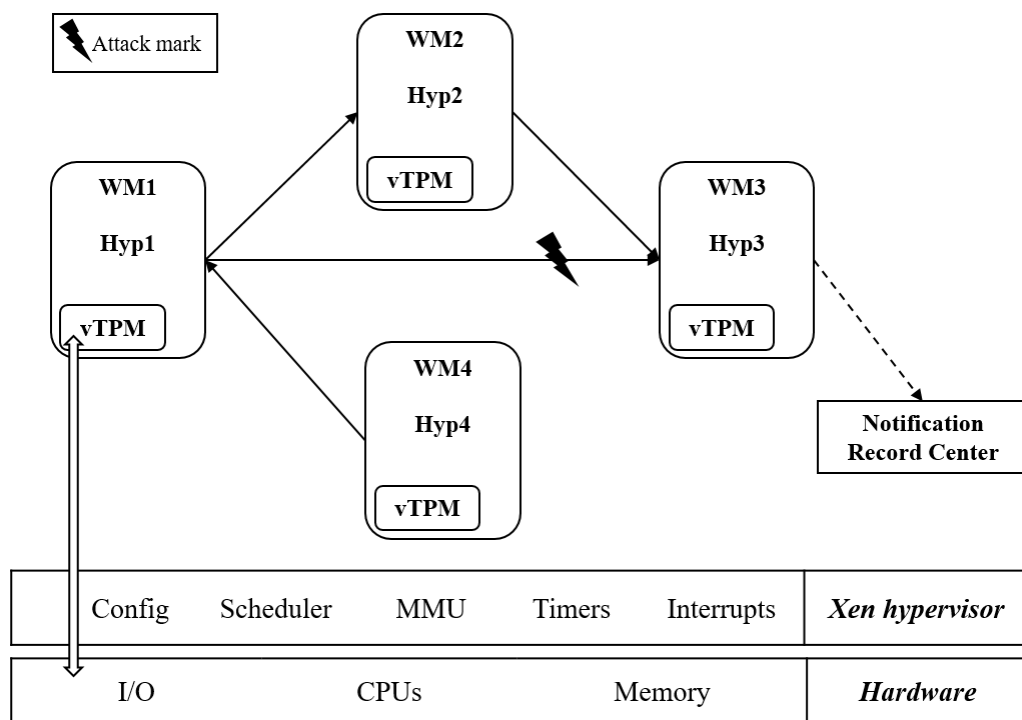 Attack mark
WM2
Hyp2
vTPM
WM1
Hyp1
vTPM
WM3
Hyp3
vTPM
WM4
Hyp4
vTPM
Notification
Record Center
Config Scheduler MMU Timers Interrupts Xen hypervisor
I/O CPUs Memory Hardware